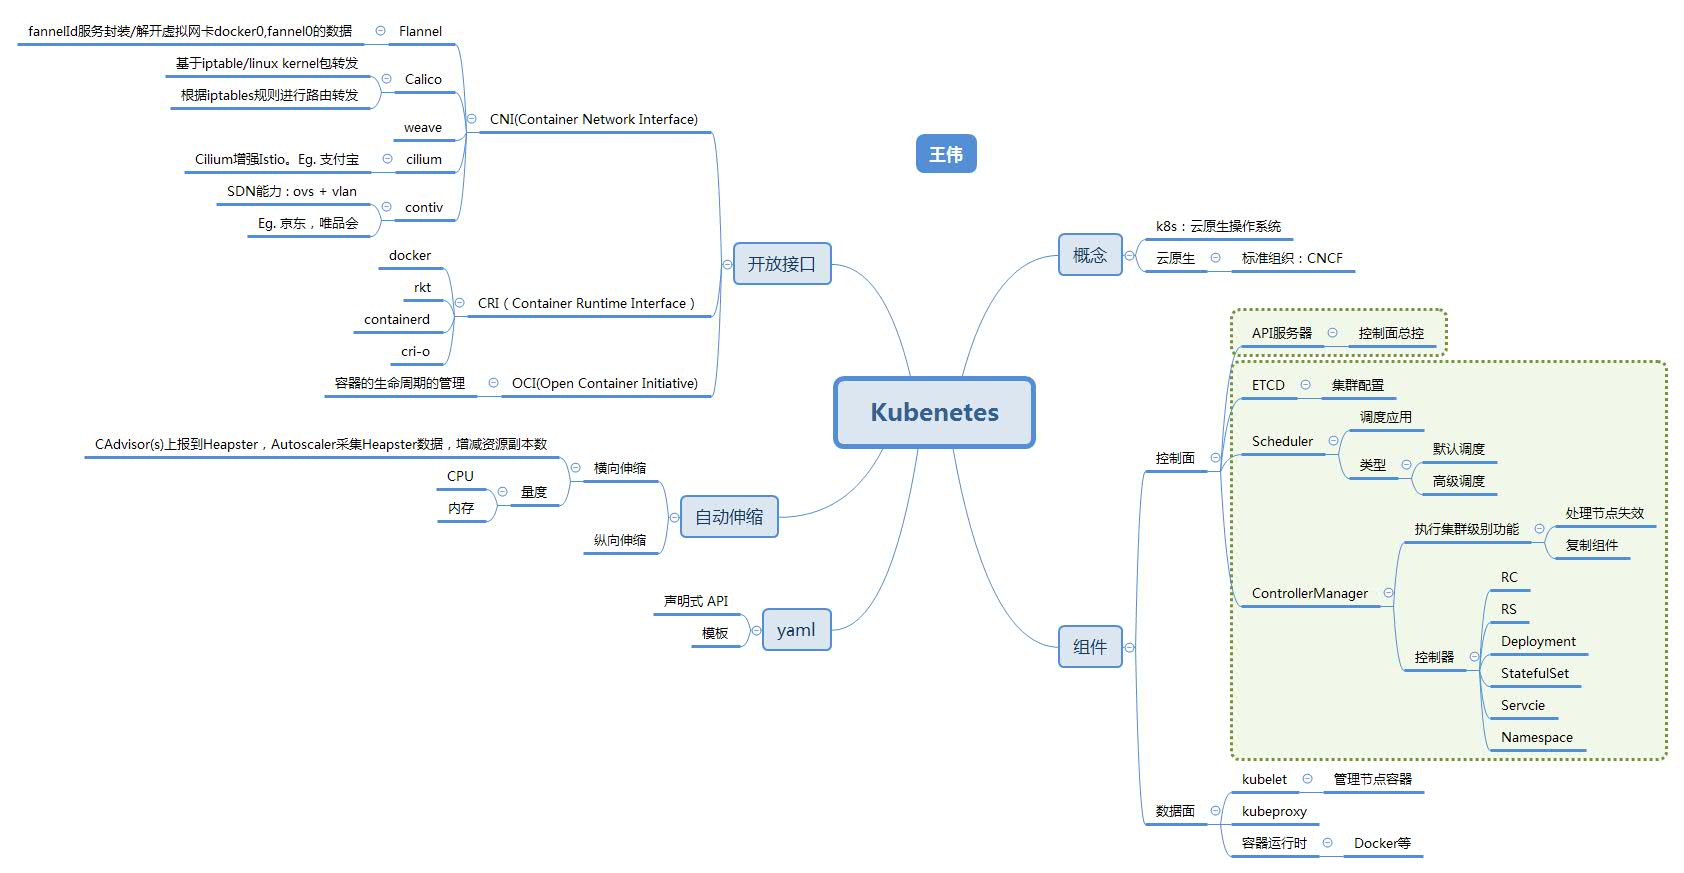 王伟
Kubenetes
概念
k8s：云原生操作系统
云原生
标准组织：CNCF
组件
控制面
API服务器
控制面总控
ETCD
集群配置
Scheduler
调度应用
类型
默认调度
高级调度
ControllerManager
执行集群级别功能
处理节点失效
复制组件
控制器
RC
RS
Deployment
StatefulSet
Servcie
Namespace
数据面
kubelet
管理节点容器
kubeproxy
容器运行时
Docker等
开放接口
CNI(Container Network Interface)
Flannel
fannelId服务封装/解开虚拟网卡docker0,fannel0的数据
Calico
基于iptable/linux kernel包转发
根据iptables规则进行路由转发
weave
cilium
Cilium增强Istio。Eg. 支付宝
contiv
SDN能力：ovs + vlan
Eg. 京东，唯品会
CRI（Container Runtime Interface）
docker
rkt
containerd
cri-o
OCI(Open Container Initiative)
容器的生命周期的管理
自动伸缩
横向伸缩
CAdvisor(s)上报到Heapster，Autoscaler采集Heapster数据，增减资源副本数
量度
CPU
内存
纵向伸缩
yaml
声明式 API
模板